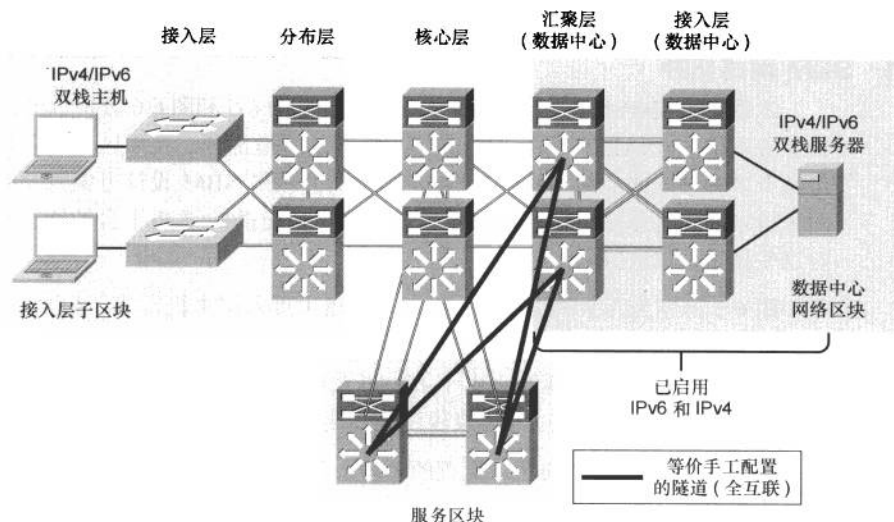 接入层
分布层
核心层
汇聚层
（数据中心）
接入层
（数据中心）
IPv4/IPv6
双栈主机
IPv4/IPv6
双栈服务器
接入层子区块
数据中心
网络区块
已启用
IPv6 和 IPv4
等价手工配置
的隧道（全互联）
服务区块